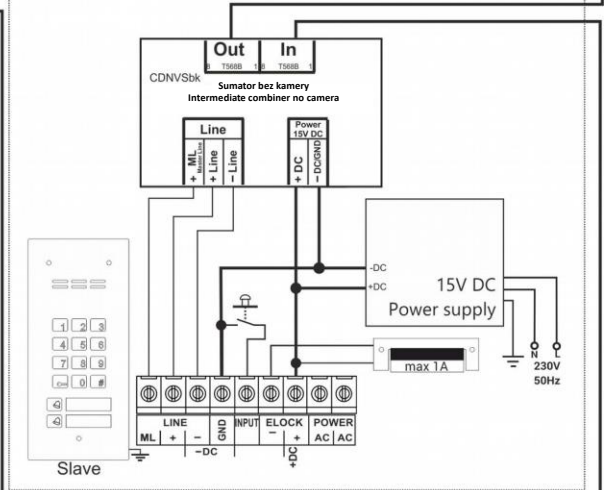 Out In
8 T568B 1 8 T568B 1
CDNVSbk
Sumator bez kamery
Intermediate combiner no camera
Line
Power
15V DC
+ ML
Master Line
+ Line
− Line
+ DC
− DC/GND
-DC
+DC
15V DC
Power supply
max 1A
N L
230V
50Hz
1 2 3
4 5 6
7 8 9
0 #
Slave
LINE GND INPUT ELOCK POWER
ML + − − + AC AC
−DC +DC